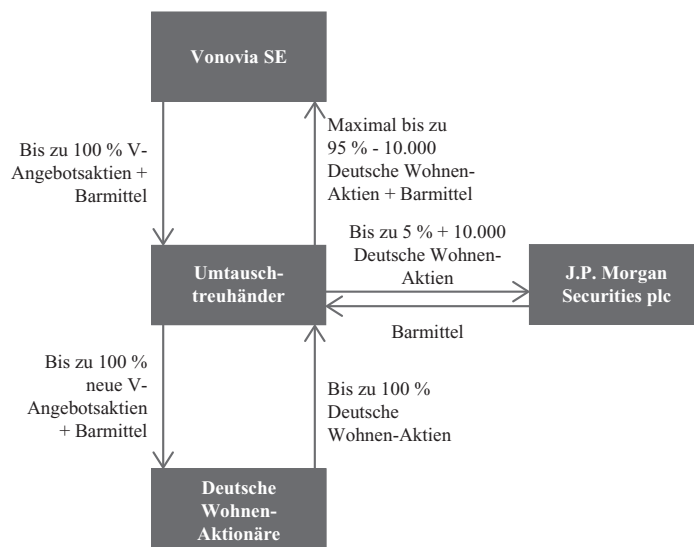 Vonovia SE
Bis zu 100 % V-
Angebotsaktien +
Barmittel
Maximal bis zu
95 % - 10.000
Deutsche Wohnen-
Aktien + Barmittel
Umtausch-
treuhänder
Bis zu 5 % + 10.000
Deutsche Wohnen-
Aktien
Barmittel
J.P. Morgan
Securities plc
Bis zu 100 %
neue V-
Angebotsaktien
+ Barmittel
Bis zu 100 %
Deutsche
Wohnen-Aktien
Deutsche
Wohnen-
Aktionäre